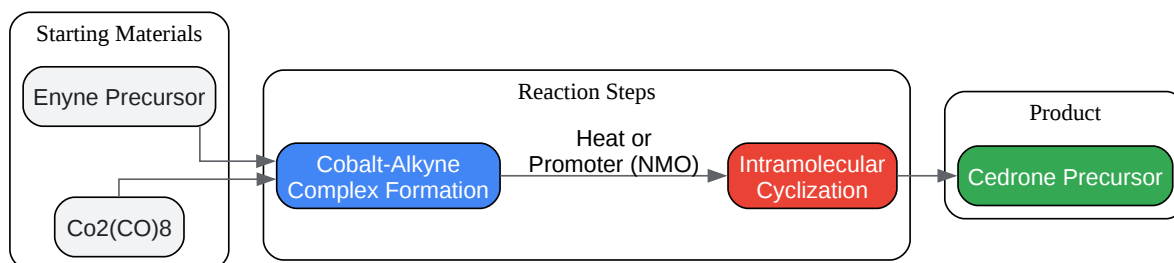 Starting Materials
Enyne Precursor
Co2(CO)8
Reaction Steps
Cobalt-Alkyne
Complex Formation
Heat or
Promoter (NMO)
Intramolecular
Cyclization
Product
Cedrone Precursor